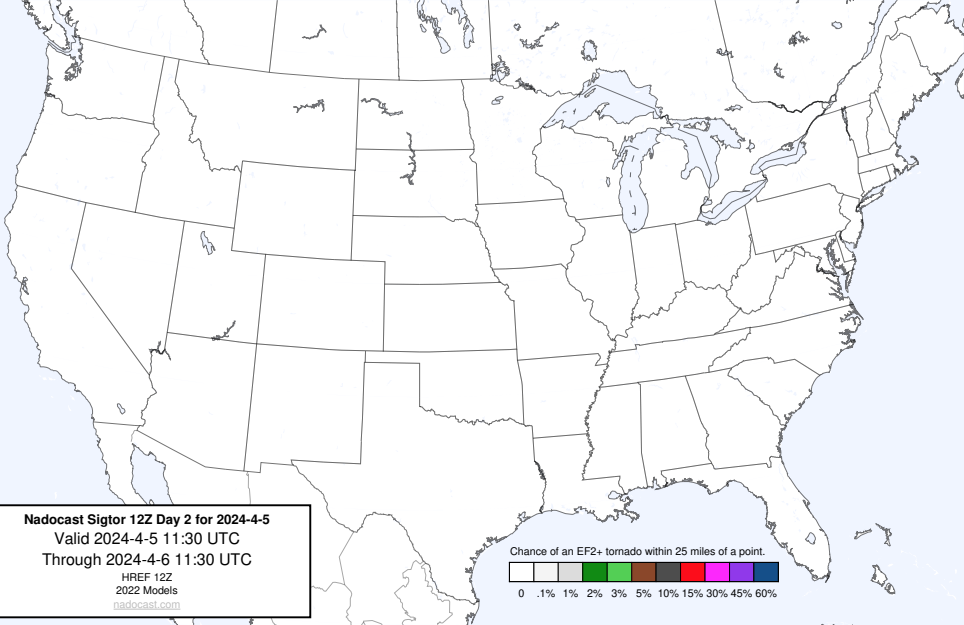 Nadocast Sigtor 12Z Day 2 for 2024-4-5
Valid 2024-4-5 11:30 UTC
Through 2024-4-6 11:30 UTC
HREF 12Z
2022 Models
nadocast.com
Chance of an EF2+ tornado within 25 miles of a point.
0 .1% 1% 2% 3% 5% 10% 15% 30% 45% 60%